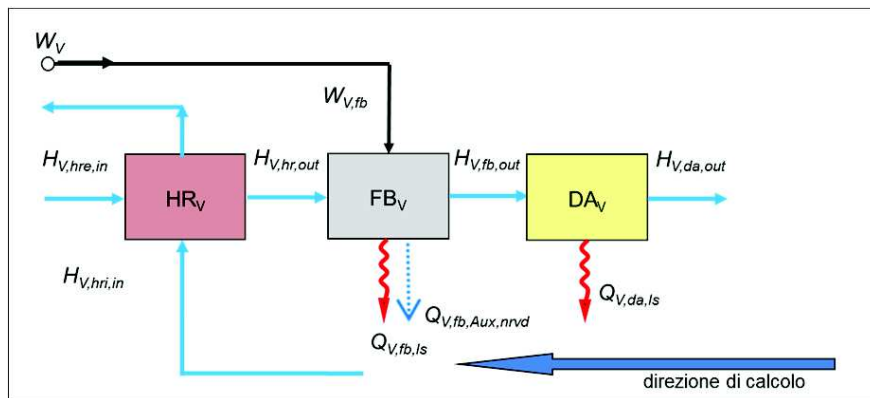 W_V
W_V,fb
H_V,hre,in
H_V,hr,out
H_V,fb,out
H_V,da,out
HR_V
FB_V
DA_V
H_V,hri,in
Q_V,da,ls
Q_V,fb,Aux,nrvd
Q_V,fb,ls
direzione di calcolo